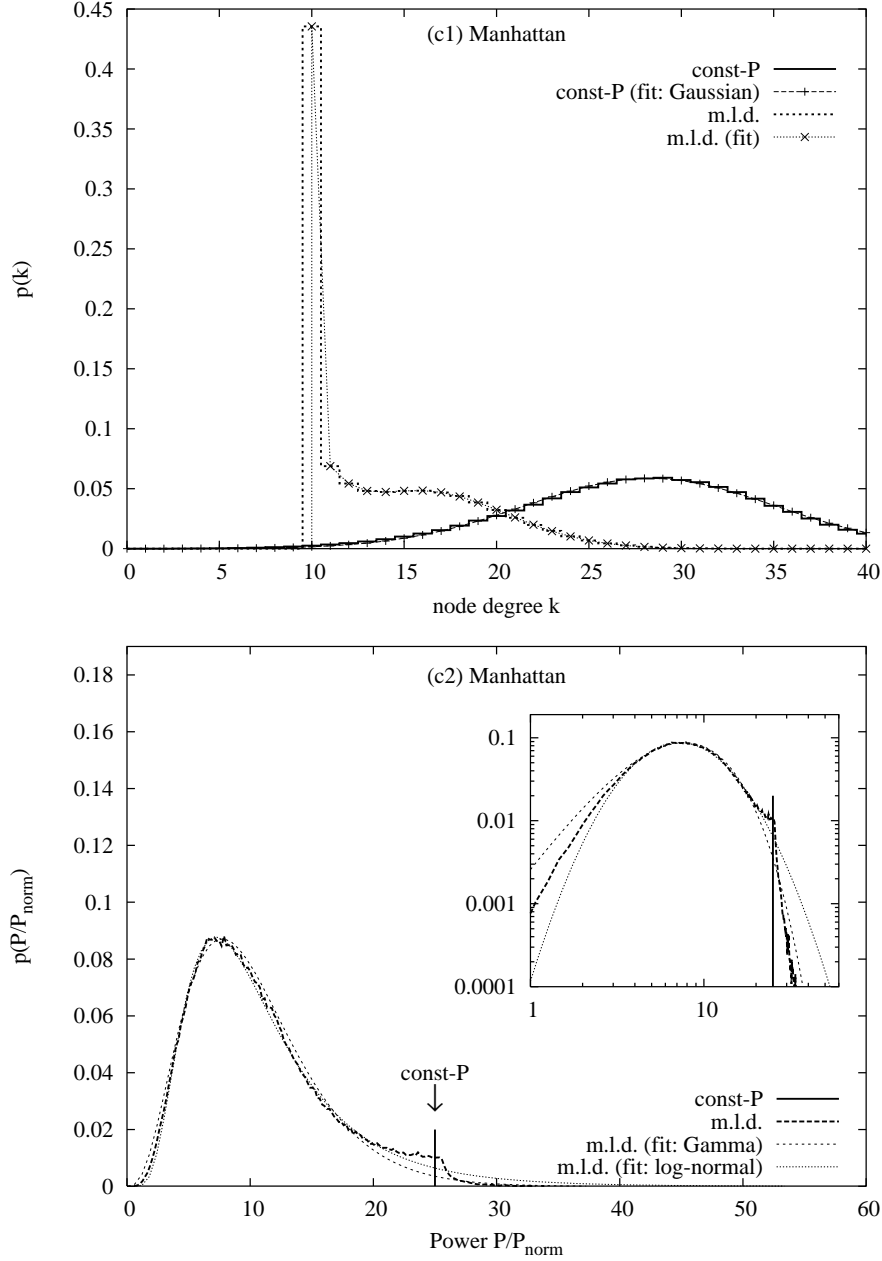 (c1) Manhattan
const-P
const-P (fit: Gaussian)
m.l.d.
m.l.d. (fit)
0.45
0.4
0.35
0.3
0.25
0.2
0.15
0.1
0.05
0
p(k)
0 5 10 15 20 25 30 35 40
node degree k
(c2) Manhattan
0.18
0.16
0.14
0.12
0.1
0.08
0.06
0.04
0.02
0
p(P/P_norm)
0.1
0.01
0.001
0.0001
1 10
const-P
const-P
m.l.d.
m.l.d. (fit: Gamma)
m.l.d. (fit: log-normal)
0 10 20 30 40 50 60
Power P/P_norm